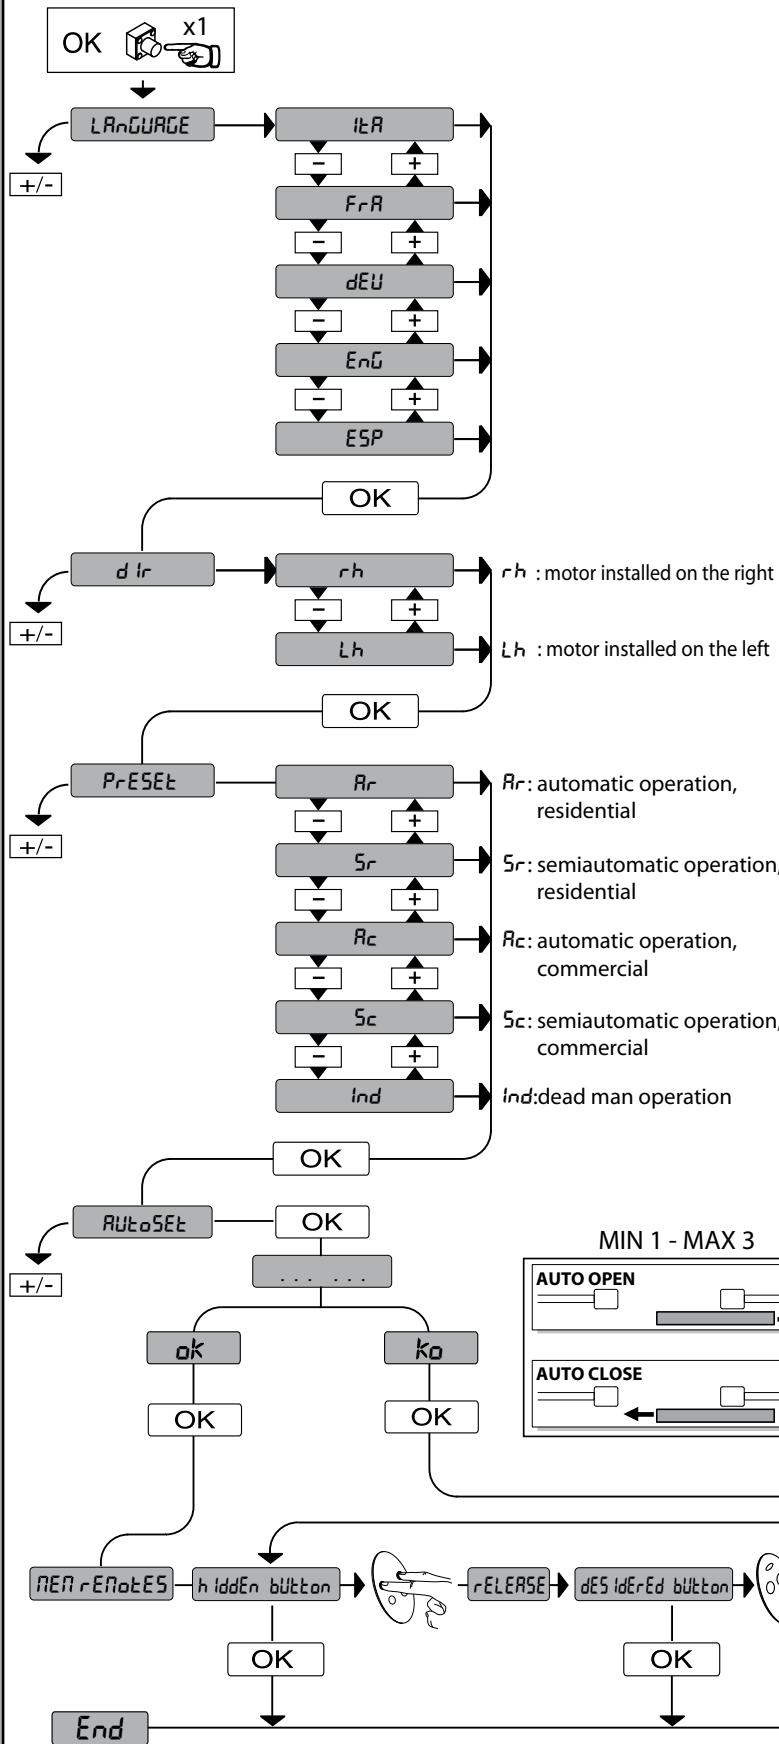 OK x1
LAnGUAGE ItA
+/- - +
FrA
- +
dEU
- +
EnG
- +
ESP
OK
dIr rh rh : motor installed on the right
+/- - +
Lh Lh : motor installed on the left
OK
PrESEt Ar Ar: automatic operation,
residential
+/- - +
Sr Sr: semiautomatic operation,
residential
- +
Ac Ac: automatic operation,
commercial
- +
Sc Sc: semiautomatic operation,
commercial
- +
Ind Ind:dead man operation
OK
AUtoSEt OK
+/-
... ...
MIN 1 - MAX 3
AUTO OPEN
AUTO CLOSE
ok ko
OK OK
MEM rEMotES hIddEn bUtton rELEASE dESIdErEd bUtton
OK OK
End